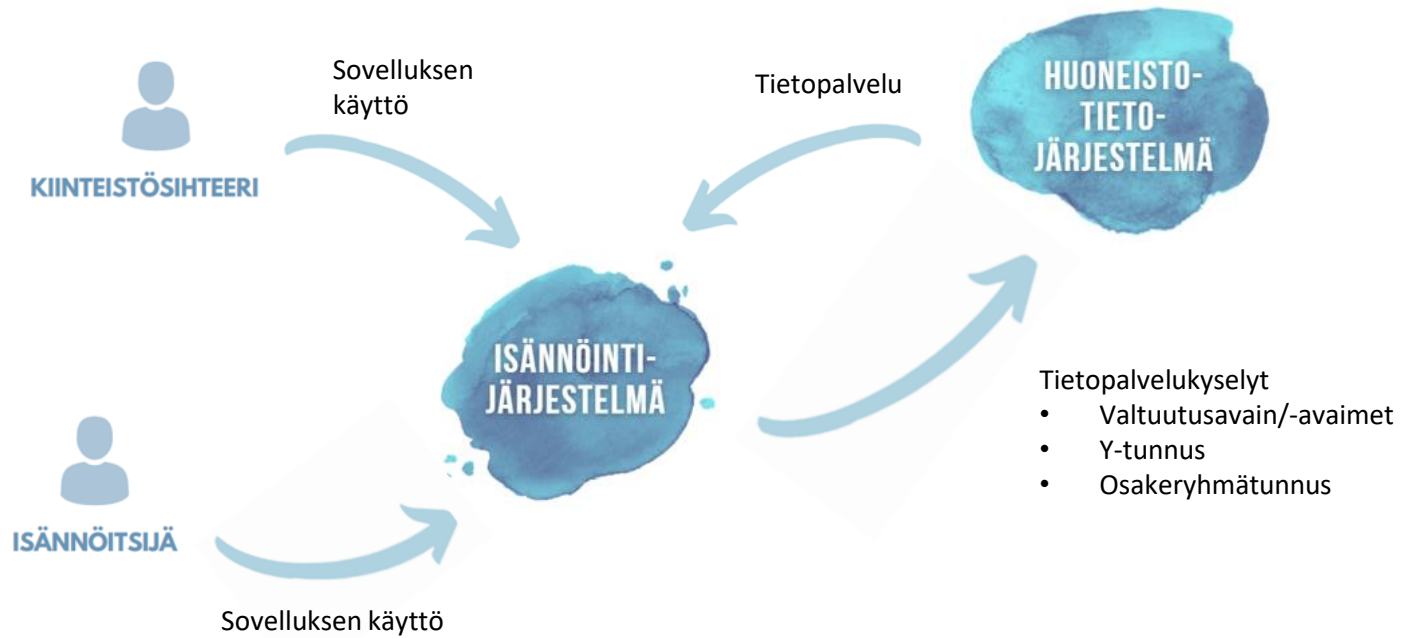 Sovelluksen
käyttö
KIINTEISTÖSIHTEERI
Tietopalvelu
HUONEISTO-
TIETO-
JÄRJESTELMÄ
ISÄNNÖINTI-
JÄRJESTELMÄ
Tietopalvelukyselyt
• Valtuutusavain/-avaimet
• Y-tunnus
• Osakeryhmätunnus
ISÄNNÖITSIJÄ
Sovelluksen käyttö